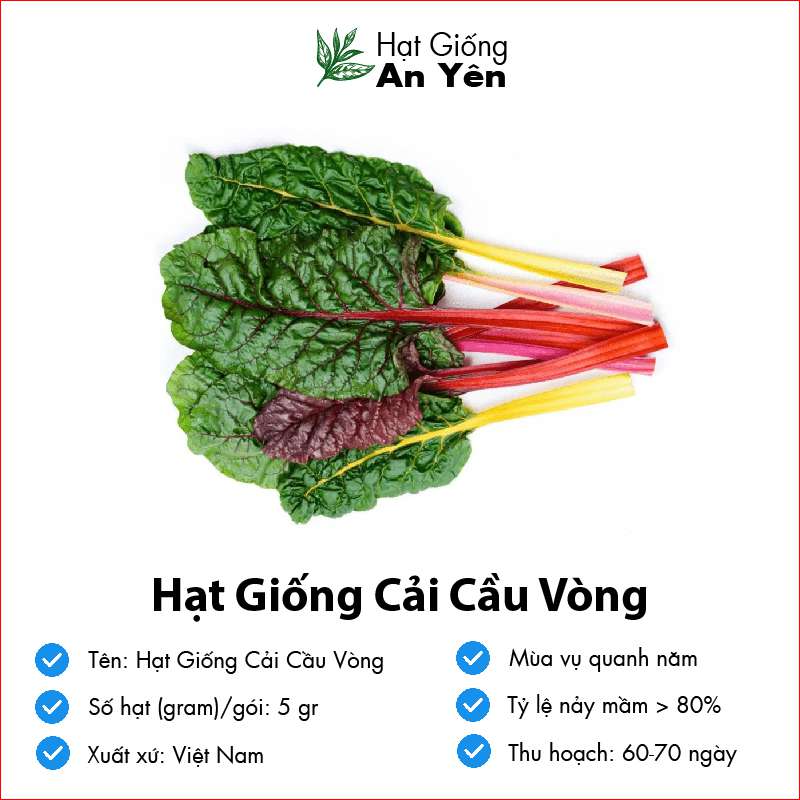 Hạt Giống
An Yên
Hạt Giống Cải Cầu Vòng
Tên: Hạt Giống Cải Cầu Vòng
Số hạt (gram)/gói: 5 gr
Xuất xứ: Việt Nam
Mùa vụ quanh năm
Tỷ lệ nảy mầm > 80%
Thu hoạch: 60-70 ngày